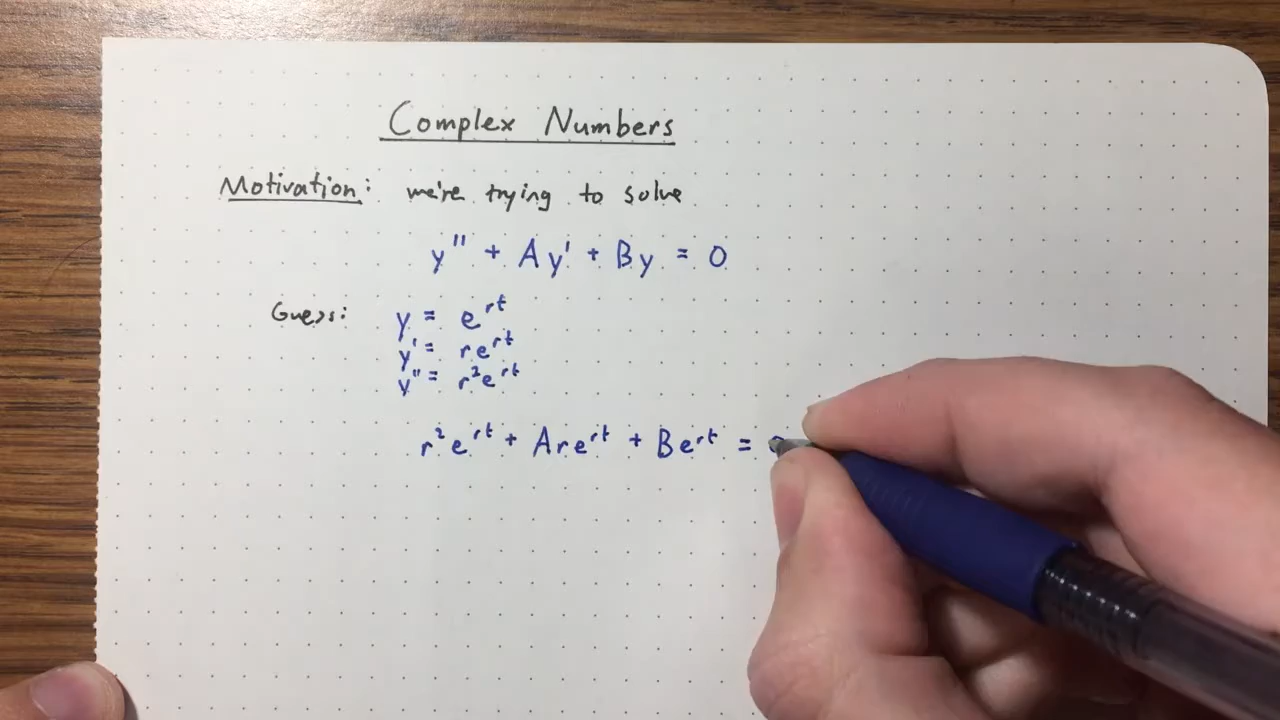 Complex Numbers
Motivation: we're trying to solve
y'' + Ay' + By = 0
Guess: y = e^rt
y' = re^rt
y'' = r²e^rt
r²e^rt + Are^rt + Be^rt =